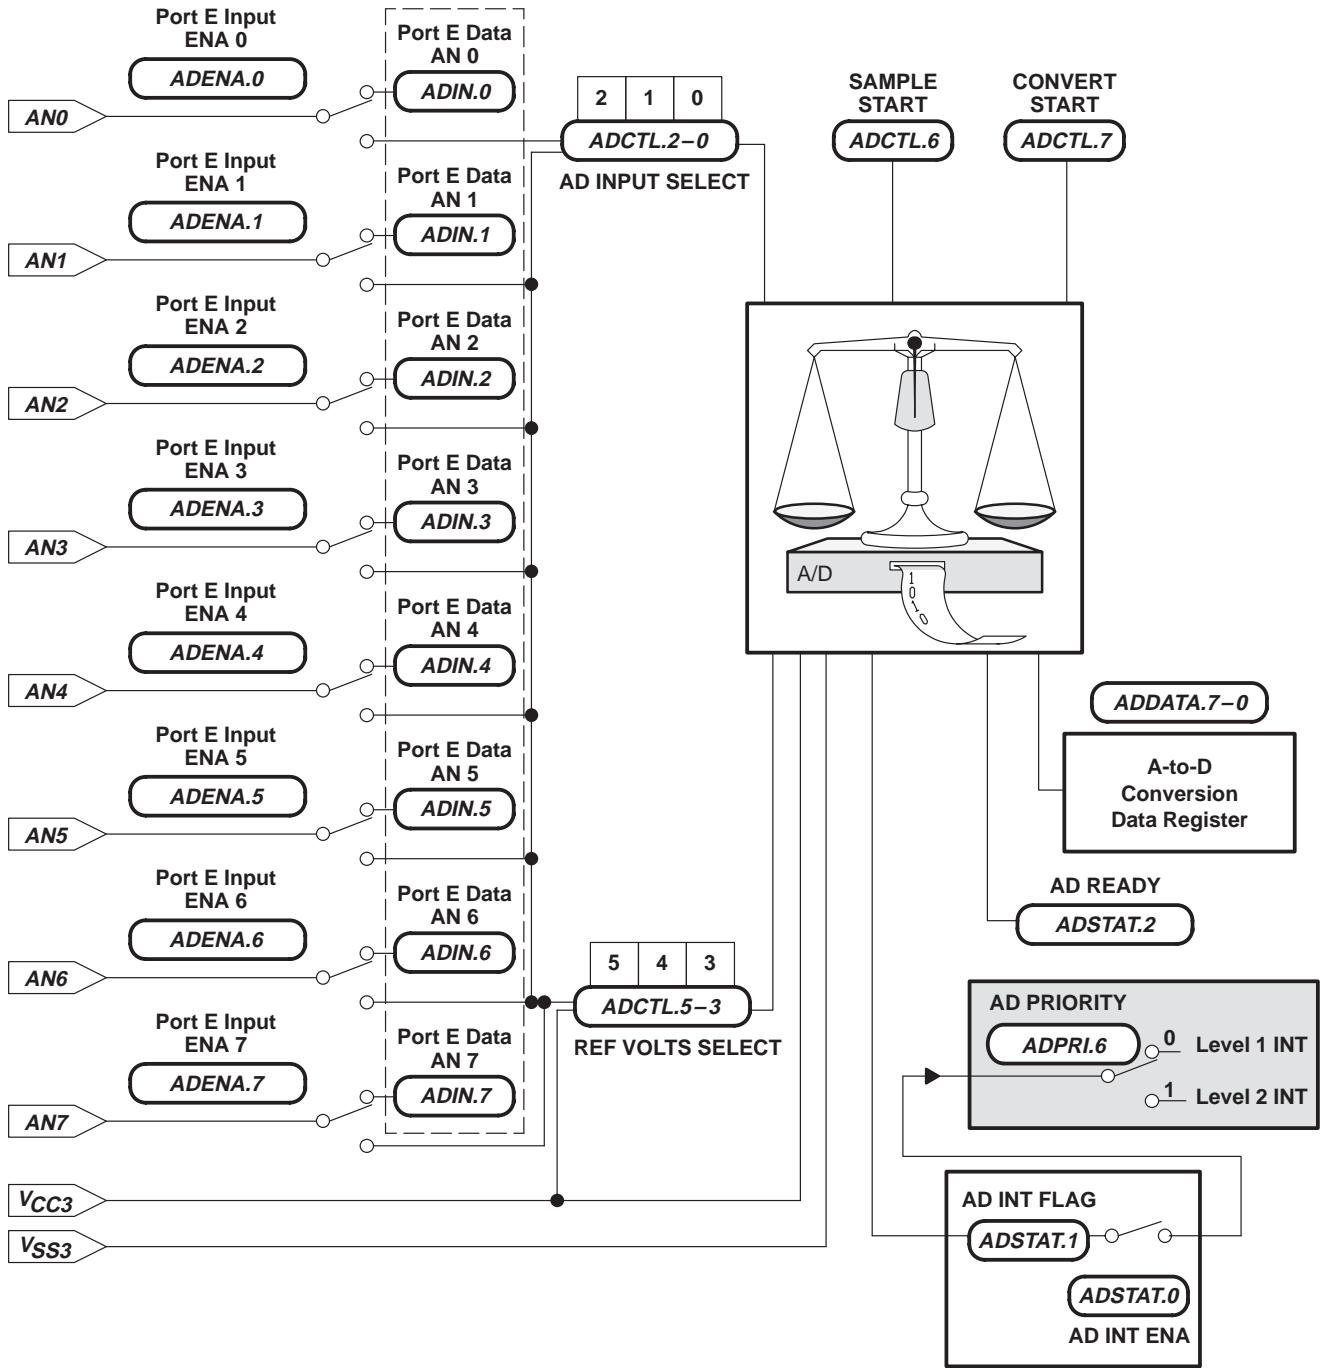 Port E Input
ENA 0
ADENA.0
AN0
Port E Data
AN 0
ADIN.0
Port E Input
ENA 1
ADENA.1
AN1
Port E Data
AN 1
ADIN.1
Port E Input
ENA 2
ADENA.2
AN2
Port E Data
AN 2
ADIN.2
Port E Input
ENA 3
ADENA.3
AN3
Port E Data
AN 3
ADIN.3
Port E Input
ENA 4
ADENA.4
AN4
Port E Data
AN 4
ADIN.4
Port E Input
ENA 5
ADENA.5
AN5
Port E Data
AN 5
ADIN.5
Port E Input
ENA 6
ADENA.6
AN6
Port E Data
AN 6
ADIN.6
Port E Input
ENA 7
ADENA.7
AN7
Port E Data
AN 7
ADIN.7
VCC3
VSS3
2 1 0
ADCTL.2–0
AD INPUT SELECT
SAMPLE
START
ADCTL.6
CONVERT
START
ADCTL.7
A/D
1
0
1
0
5 4 3
ADCTL.5–3
REF VOLTS SELECT
ADDATA.7–0
A-to-D
Conversion
Data Register
AD READY
ADSTAT.2
AD PRIORITY
ADPRI.6
0 Level 1 INT
1 Level 2 INT
AD INT FLAG
ADSTAT.1
ADSTAT.0
AD INT ENA